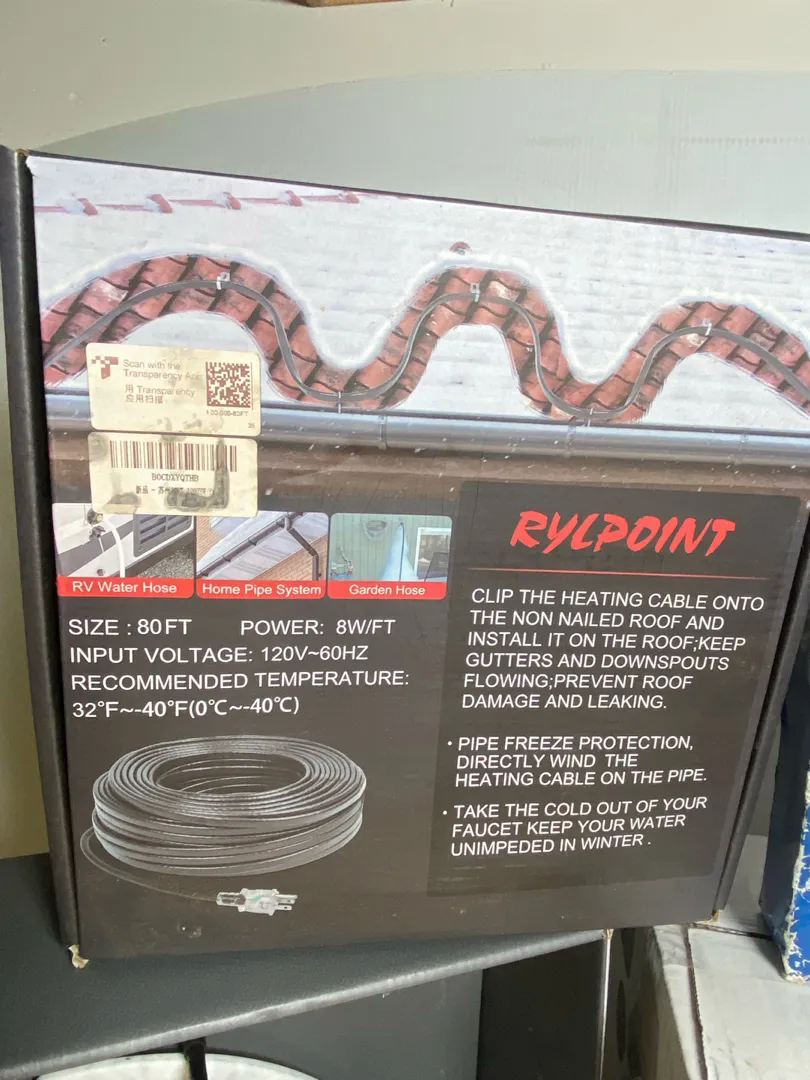 Scan with the
Transparency App
用 Transparency
应用扫描
B0CDXYQTHB
RV Water Hose
Home Pipe System
Garden Hose
SIZE : 80FT POWER: 8W/FT
INPUT VOLTAGE: 120V~60HZ
RECOMMENDED TEMPERATURE:
32°F~-40°F(0℃~-40℃)
RYLPOINT
CLIP THE HEATING CABLE ONTO
THE NON NAILED ROOF AND
INSTALL IT ON THE ROOF;KEEP
GUTTERS AND DOWNSPOUTS
FLOWING;PREVENT ROOF
DAMAGE AND LEAKING.
· PIPE FREEZE PROTECTION,
DIRECTLY WIND THE
HEATING CABLE ON THE PIPE.
· TAKE THE COLD OUT OF YOUR
FAUCET KEEP YOUR WATER
UNIMPEDED IN WINTER .